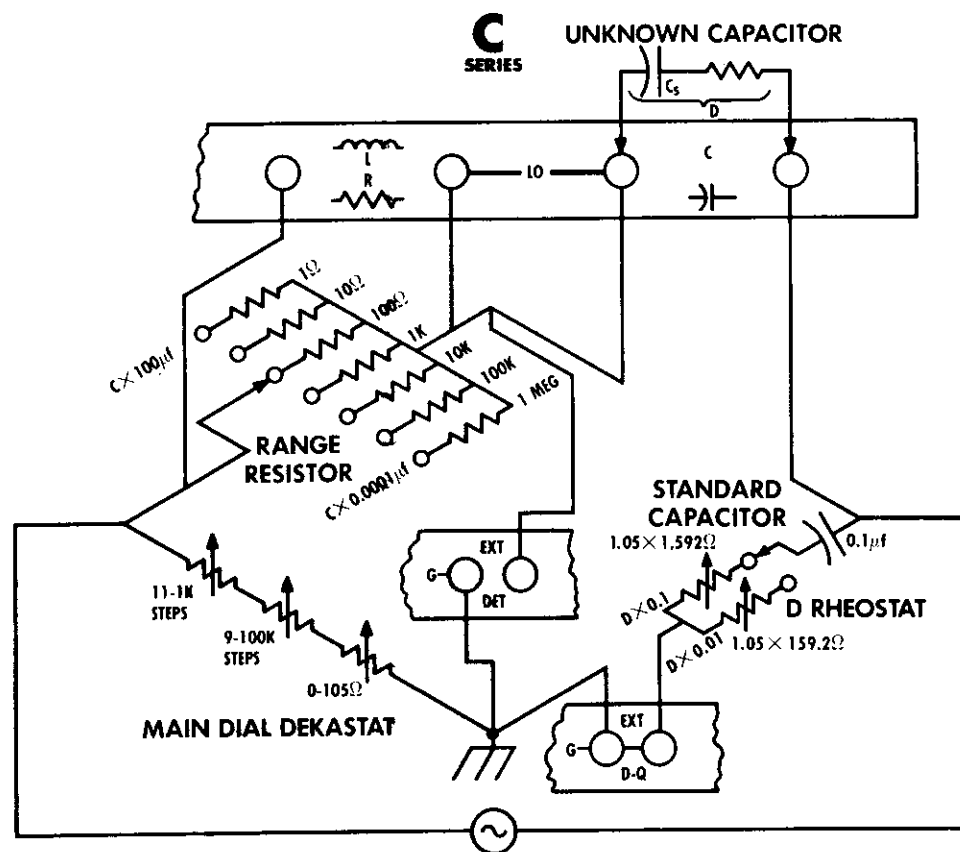 C
SERIES
UNKNOWN CAPACITOR
Cs
D
L
R
LO
C
1Ω
10Ω
100Ω
1K
10K
100K
1 MEG
C×100µf
C×0.0001µf
RANGE
RESISTOR
STANDARD
CAPACITOR
1.05×1,592Ω
0.1µf
EXT
G
DET
D×0.1
D×0.01
D RHEOSTAT
1.05×159.2Ω
11-1K
STEPS
9-100K
STEPS
0-105Ω
MAIN DIAL DEKASTAT
EXT
G
D-Q